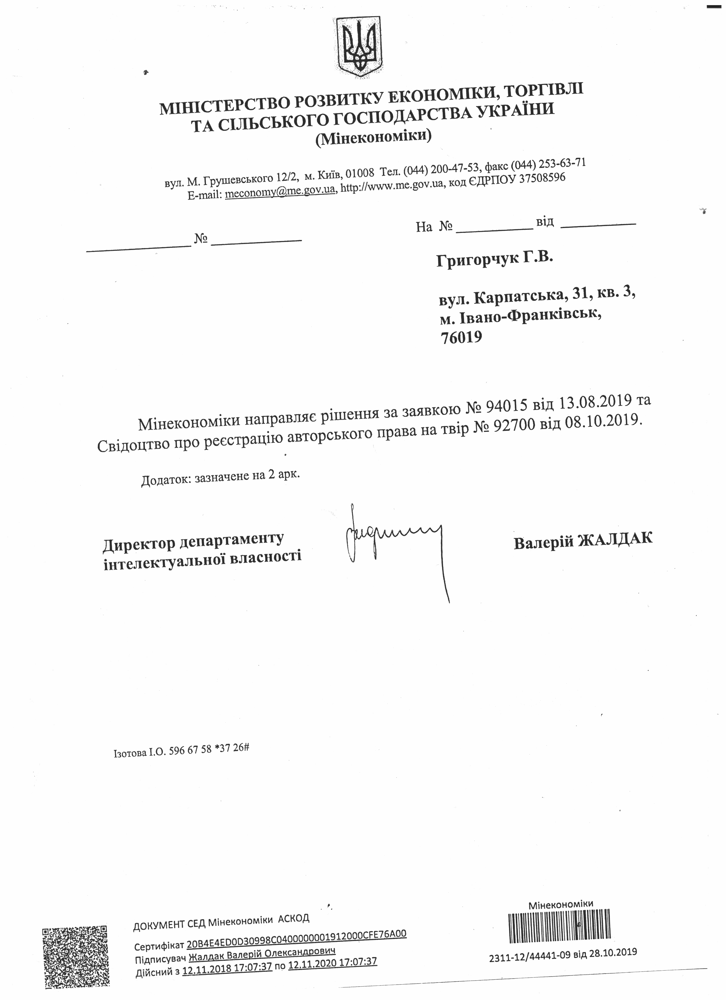 МІНІСТЕРСТВО РОЗВИТКУ ЕКОНОМІКИ, ТОРГІВЛІ
ТА СІЛЬСЬКОГО ГОСПОДАРСТВА УКРАЇНИ
(Мінекономіки)
вул. М. Грушевського 12/2, м. Київ, 01008 Тел. (044) 200-47-53, факс (044) 253-63-71
E-mail: meconomy@me.gov.ua, http://www.me.gov.ua, код ЄДРПОУ 37508596
____________ № ____________ На № ____________ від ____________
Григорчук Г.В.
вул. Карпатська, 31, кв. 3,
м. Івано-Франківськ,
76019
Мінекономіки направляє рішення за заявкою № 94015 від 13.08.2019 та
Свідоцтво про реєстрацію авторського права на твір № 92700 від 08.10.2019.
Додаток: зазначене на 2 арк.
Директор департаменту
інтелектуальної власності
Валерій ЖАЛДАК
Ізотова І.О. 596 67 58 *37 26#
ДОКУМЕНТ СЕД Мінекономіки АСКОД
Сертифікат 20B4E4ED0D30998C0400000001912000CFE76A00
Підписувач Жалдак Валерій Олександрович
Дійсний з 12.11.2018 17:07:37 по 12.11.2020 17:07:37
Мінекономіки
2311-12/44441-09 від 28.10.2019